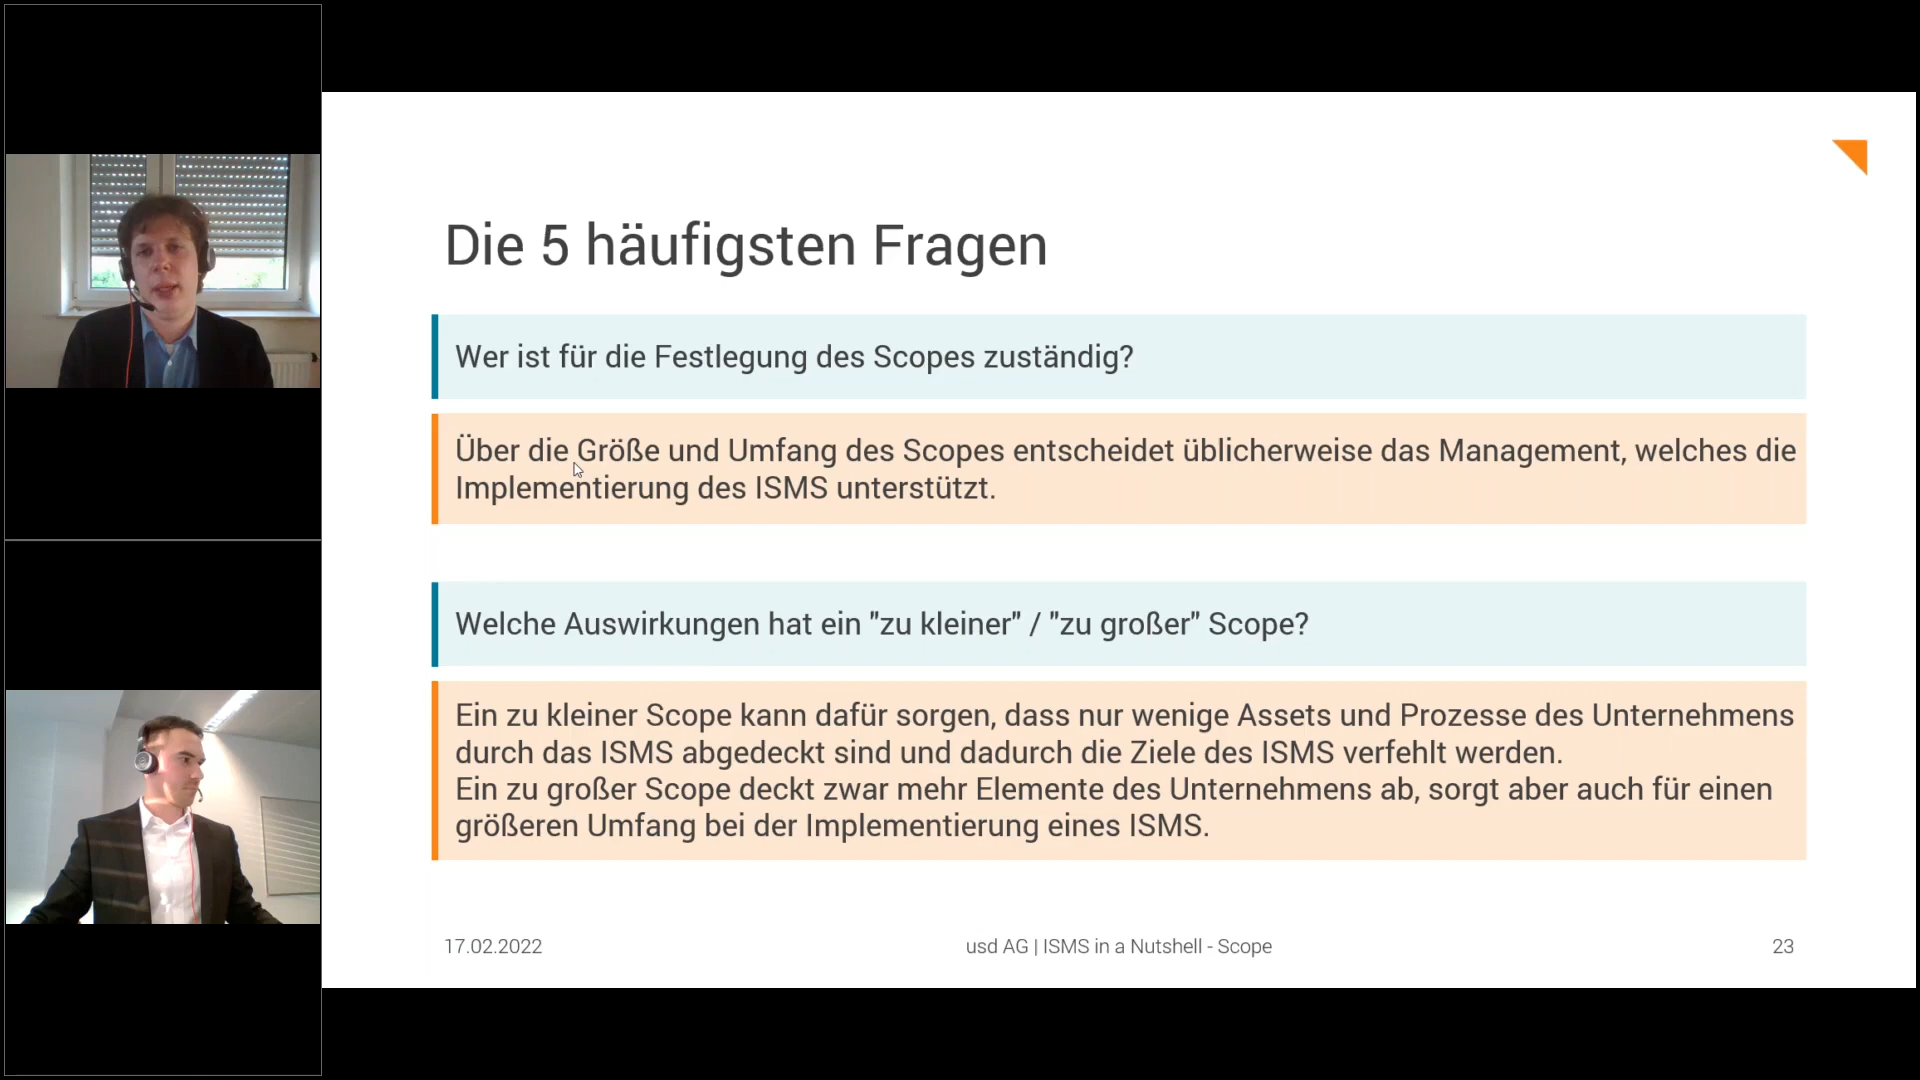 Die 5 häufigsten Fragen
Wer ist für die Festlegung des Scopes zuständig?
Über die Größe und Umfang des Scopes entscheidet üblicherweise das Management, welches die
Implementierung des ISMS unterstützt.
Welche Auswirkungen hat ein "zu kleiner" / "zu großer" Scope?
Ein zu kleiner Scope kann dafür sorgen, dass nur wenige Assets und Prozesse des Unternehmens
durch das ISMS abgedeckt sind und dadurch die Ziele des ISMS verfehlt werden.
Ein zu großer Scope deckt zwar mehr Elemente des Unternehmens ab, sorgt aber auch für einen
größeren Umfang bei der Implementierung eines ISMS.
17.02.2022
usd AG | ISMS in a Nutshell - Scope
23